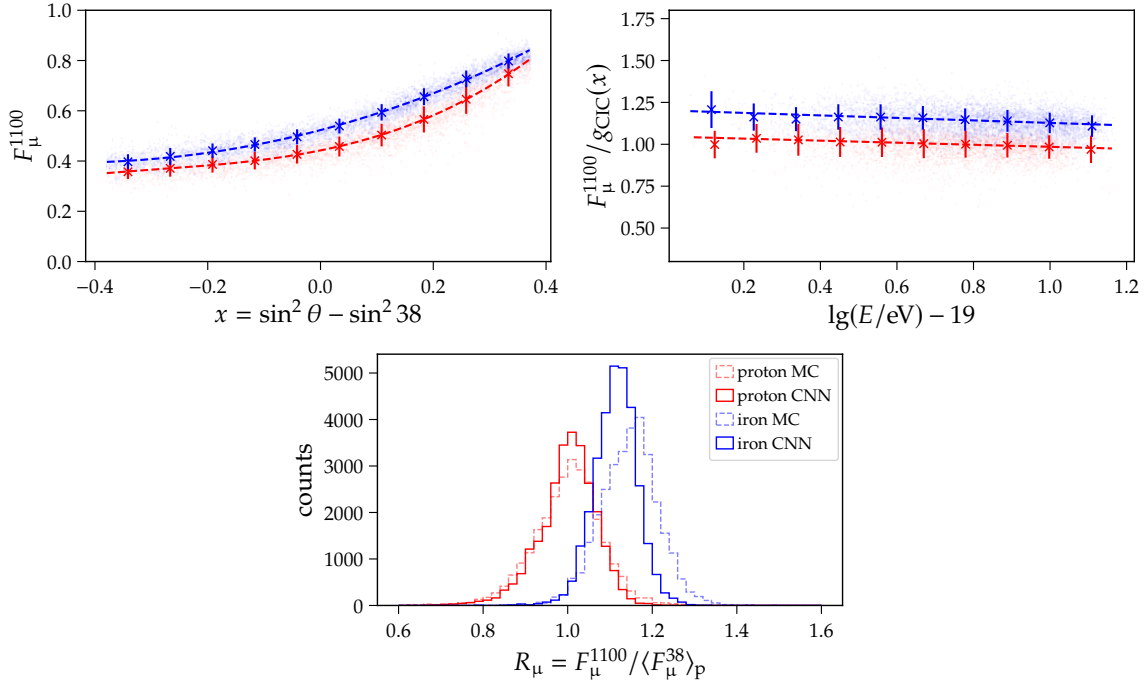 1.0
0.8
0.6
0.4
0.2
0.0
F_μ^1100
−0.4 −0.2 0.0 0.2 0.4
x = sin² θ − sin² 38
1.75
1.50
1.25
1.00
0.75
0.50
F_μ^1100/g_CIC(x)
0.2 0.4 0.6 0.8 1.0 1.2
lg(E/eV) − 19
5000
4000
3000
2000
1000
0
counts
proton MC
proton CNN
iron MC
iron CNN
0.6 0.8 1.0 1.2 1.4 1.6
R_μ = F_μ^1100/⟨F_μ^38⟩_p